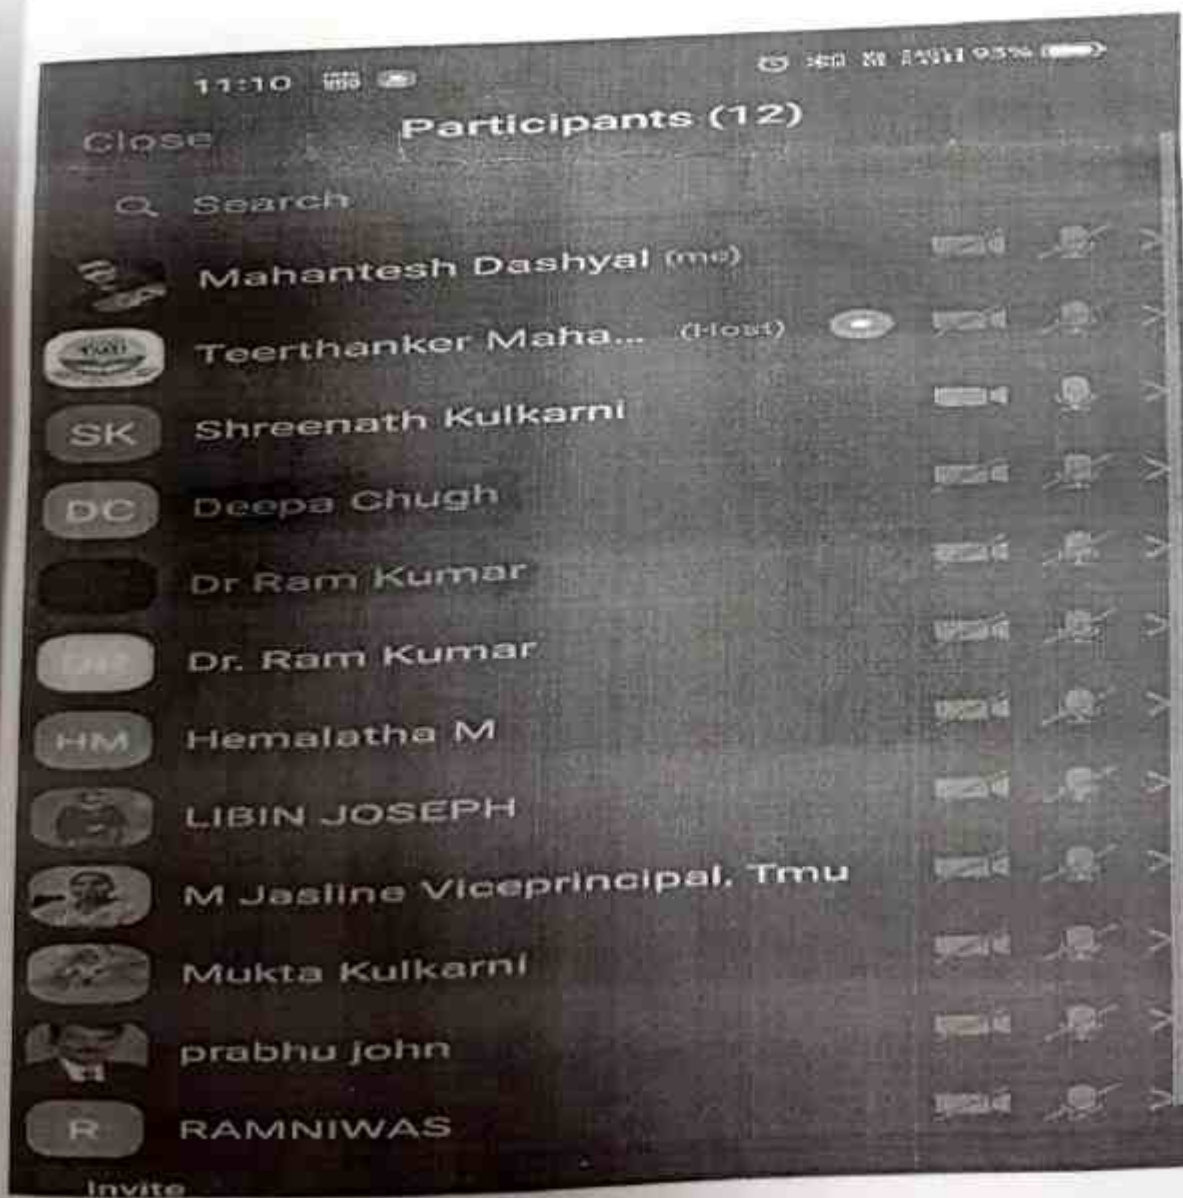 11:10 93%
Close Participants (12)
Search
Mahantesh Dashyal (me)
Teerthanker Maha... (Host)
SK Shreenath Kulkarni
DC Deepa Chugh
Dr Ram Kumar
Dr. Ram Kumar
HM Hemalatha M
LIBIN JOSEPH
M Jasline Viceprincipal, Tmu
Mukta Kulkarni
prabhu john
R RAMNIWAS
Invite